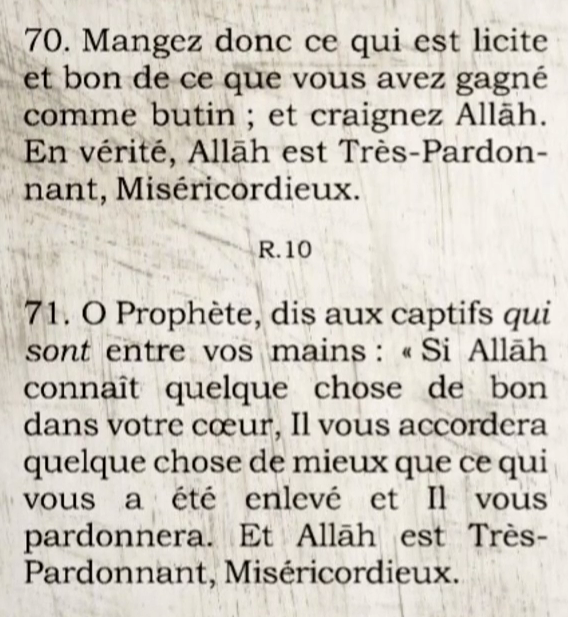 70. Mangez donc ce qui est licite
et bon de ce que vous avez gagné
comme butin ; et craignez Allāh.
En vérité, Allāh est Très-Pardon-
nant, Miséricordieux.
R.10
71. O Prophète, dis aux captifs qui
sont entre vos mains : « Si Allāh
connaît quelque chose de bon
dans votre cœur, Il vous accordera
quelque chose de mieux que ce qui
vous a été enlevé et Il vous
pardonnera. Et Allāh est Très-
Pardonnant, Miséricordieux.